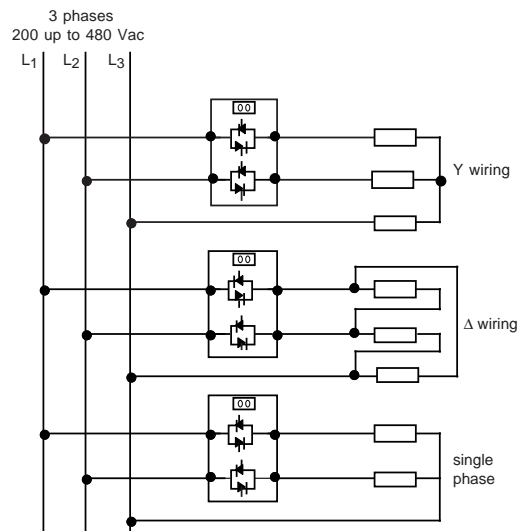 3 phases
200 up to 480 Vac
L1 L2 L3
00
Y wiring
00
Δ wiring
00
single
phase